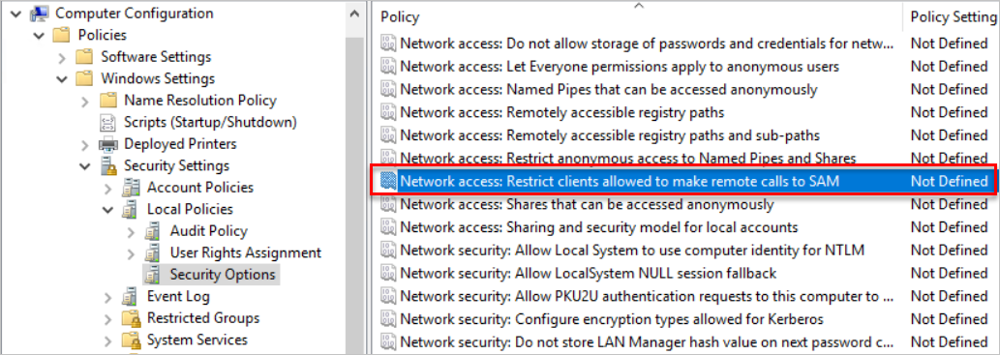 Computer Configuration
Policies
Software Settings
Windows Settings
Name Resolution Policy
Scripts (Startup/Shutdown)
Deployed Printers
Security Settings
Account Policies
Local Policies
Audit Policy
User Rights Assignment
Security Options
Event Log
Restricted Groups
System Services
Policy Policy Setting
Network access: Do not allow storage of passwords and credentials for netw... Not Defined
Network access: Let Everyone permissions apply to anonymous users Not Defined
Network access: Named Pipes that can be accessed anonymously Not Defined
Network access: Remotely accessible registry paths Not Defined
Network access: Remotely accessible registry paths and sub-paths Not Defined
Network access: Restrict anonymous access to Named Pipes and Shares Not Defined
Network access: Restrict clients allowed to make remote calls to SAM Not Defined
Network access: Shares that can be accessed anonymously Not Defined
Network access: Sharing and security model for local accounts Not Defined
Network security: Allow Local System to use computer identity for NTLM Not Defined
Network security: Allow LocalSystem NULL session fallback Not Defined
Network security: Allow PKU2U authentication requests to this computer to ... Not Defined
Network security: Configure encryption types allowed for Kerberos Not Defined
Network security: Do not store LAN Manager hash value on next password c... Not Defined